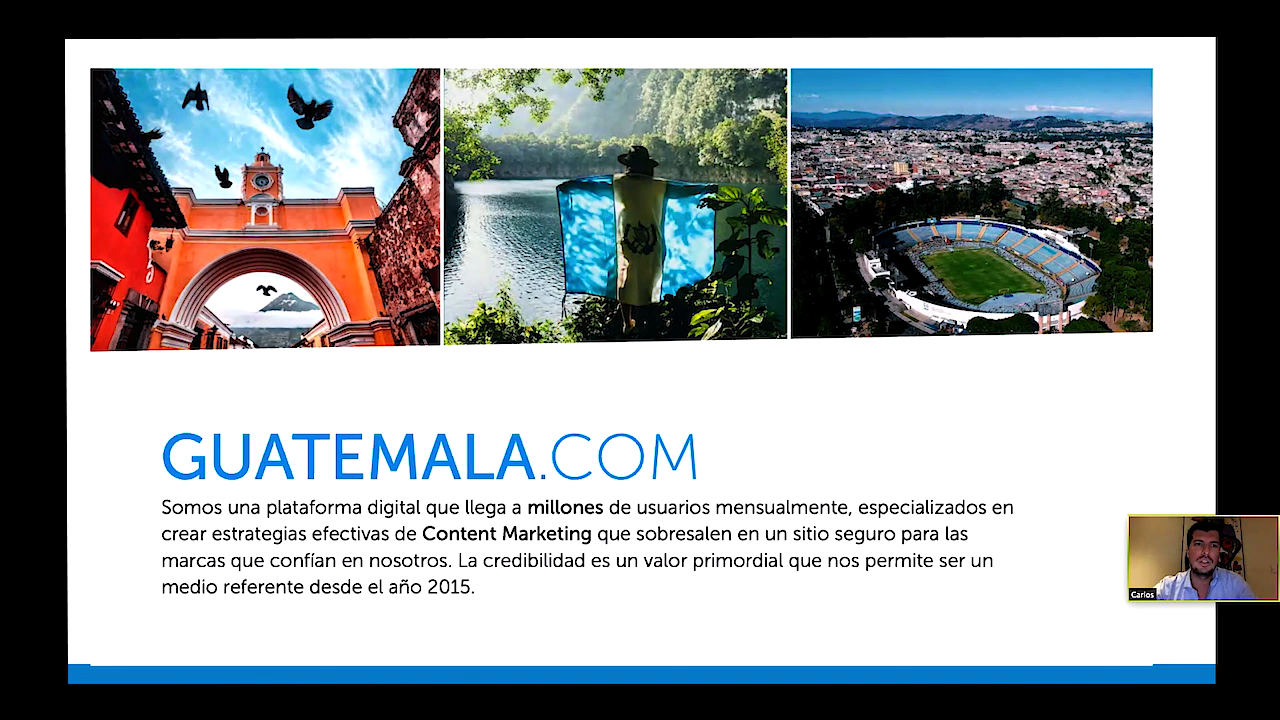 GUATEMALA.COM
Somos una plataforma digital que llega a millones de usuarios mensualmente, especializados en
crear estrategias efectivas de Content Marketing que sobresalen en un sitio seguro para las
marcas que confían en nosotros. La credibilidad es un valor primordial que nos permite ser un
medio referente desde el año 2015.
Carlos